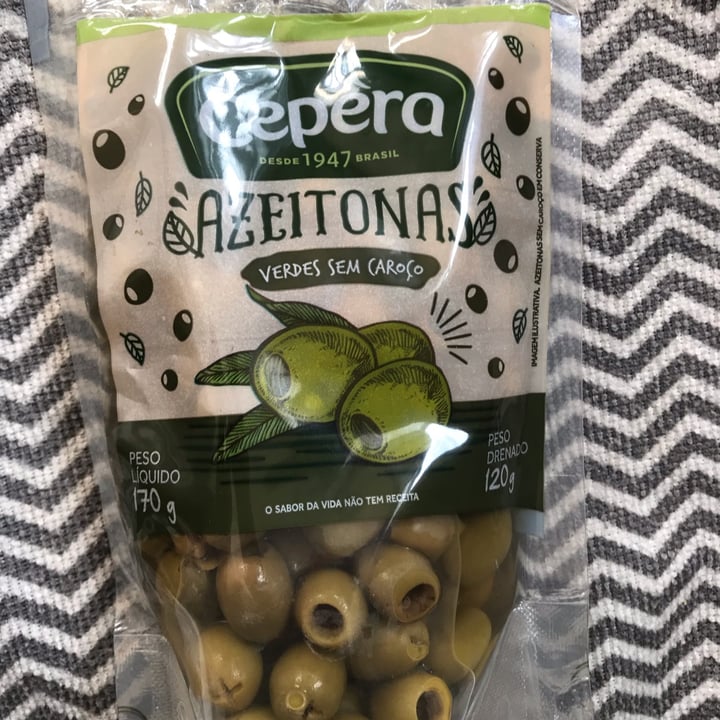 Cepêra
DESDE 1947 BRASIL
AZEITONAS
VERDES SEM CAROÇO
IMAGEM ILUSTRATIVA. AZEITONAS SEM CAROÇO EM CONSERVA
PESO
LÍQUIDO
170 g
PESO
DRENADO
120g
O SABOR DA VIDA NÃO TEM RECEITA